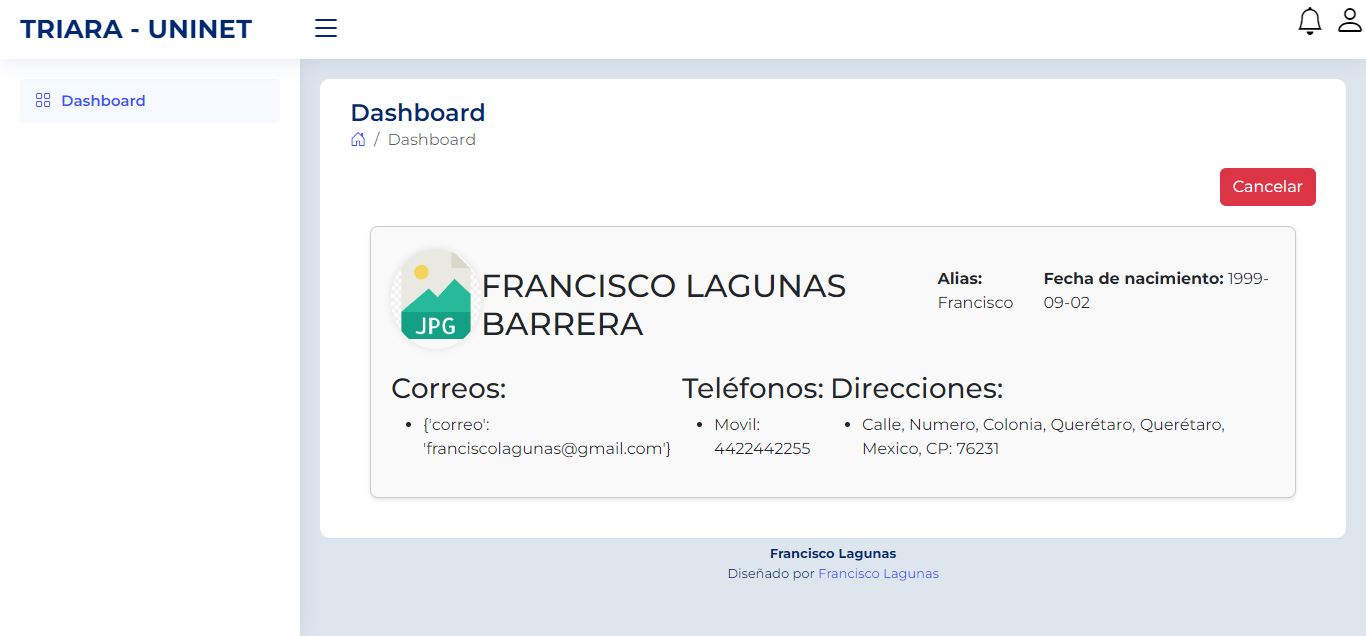 TRIARA - UNINET
Dashboard
Dashboard
/ Dashboard
Cancelar
JPG
FRANCISCO LAGUNAS
BARRERA
Alias:
Francisco
Fecha de nacimiento: 1999-
09-02
Correos:
• {'correo':
'franciscolagunas@gmail.com'}
Teléfonos:
• Movil:
4422442255
Direcciones:
• Calle, Numero, Colonia, Querétaro, Querétaro,
Mexico, CP: 76231
Francisco Lagunas
Diseñado por Francisco Lagunas